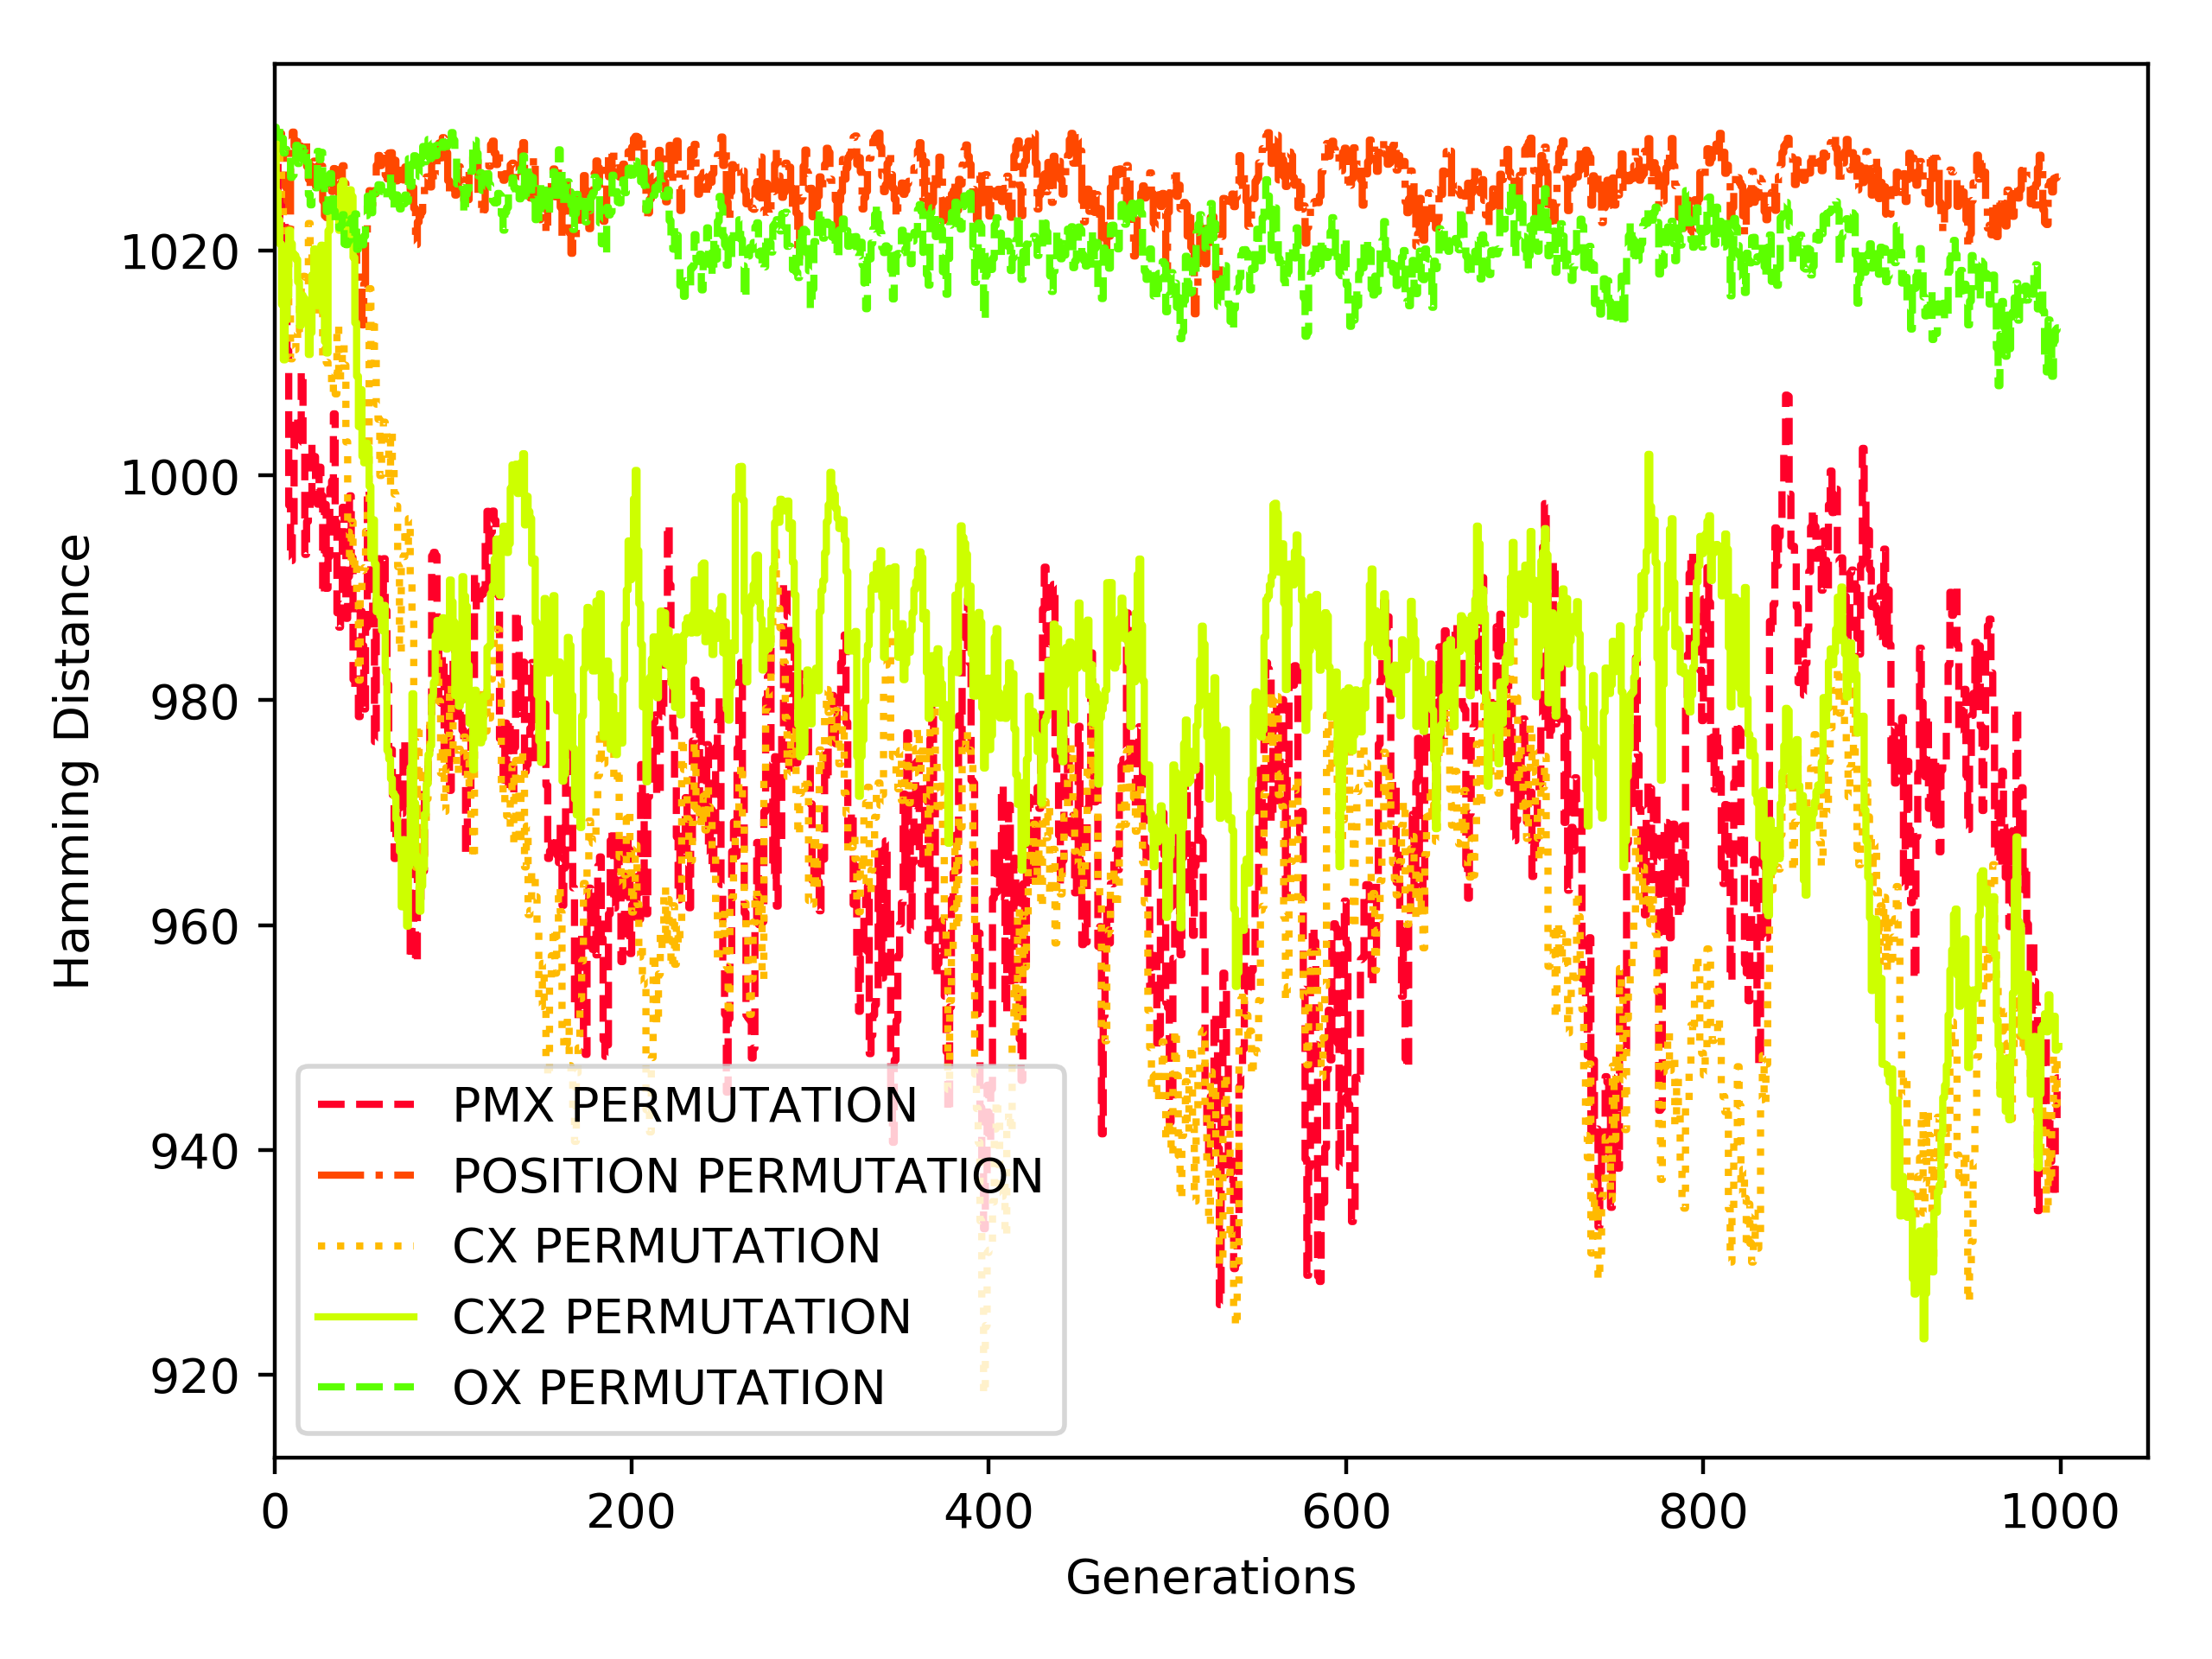 1020
1000
980
960
940
920
Hamming Distance
PMX PERMUTATION
POSITION PERMUTATION
CX PERMUTATION
CX2 PERMUTATION
OX PERMUTATION
0 200 400 600 800 1000
Generations